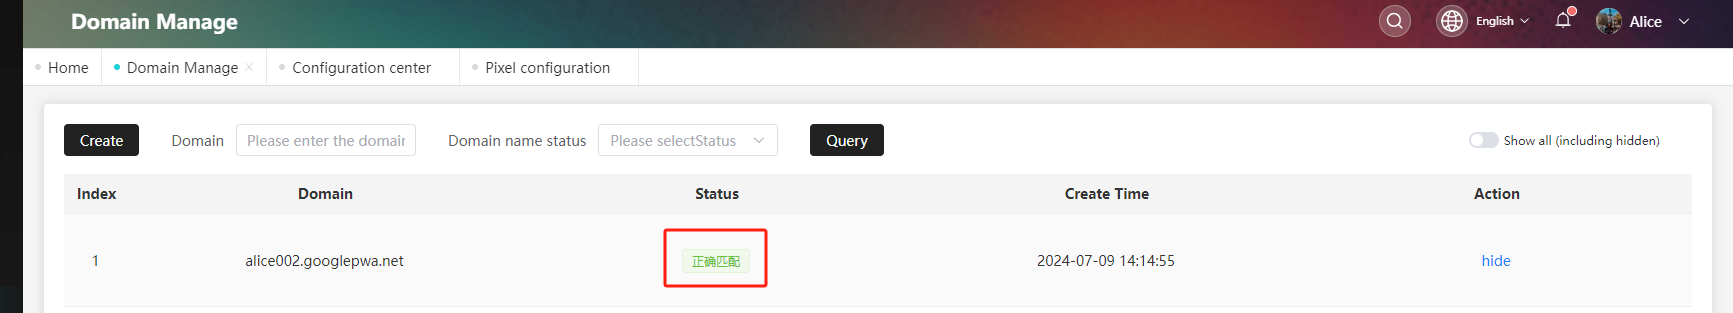 Domain Manage
English
Alice
Home
Domain Manage
Configuration center
Pixel configuration
Create
Domain
Please enter the domain
Domain name status
Please selectStatus
Query
Show all (including hidden)
Index Domain Status Create Time Action
1 alice002.googlepwa.net 正确匹配 2024-07-09 14:14:55 hide